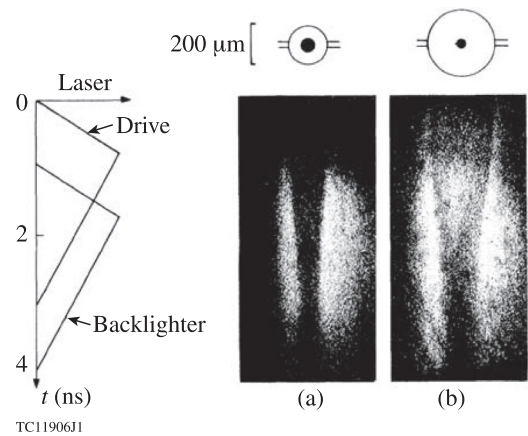 200 µm
Laser
0
Drive
2
Backlighter
4
t (ns)
(a)
(b)
TC11906J1